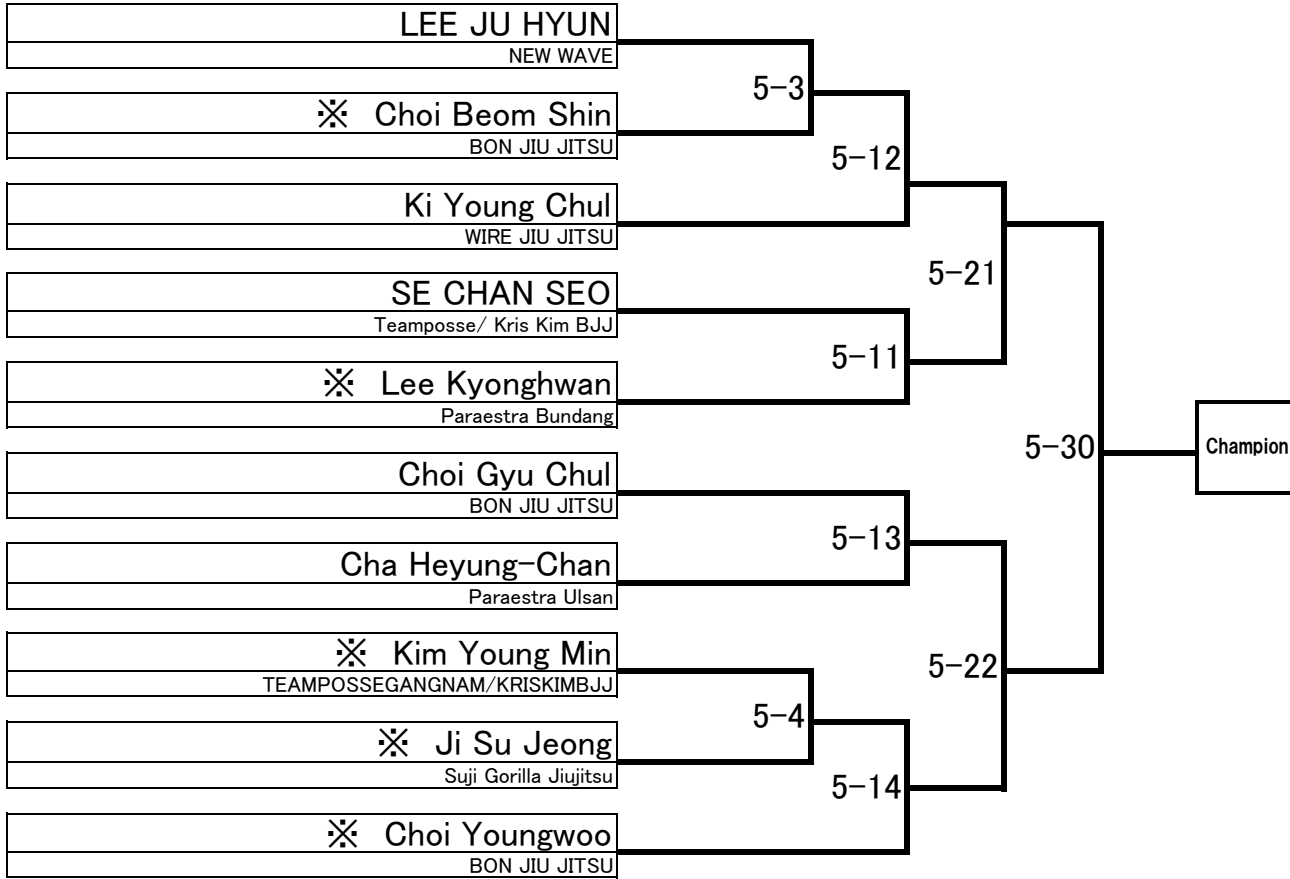 LEE JU HYUN
NEW WAVE
5-3
※ Choi Beom Shin
BON JIU JITSU
5-12
Ki Young Chul
WIRE JIU JITSU
5-21
SE CHAN SEO
Teamposse/ Kris Kim BJJ
5-11
※ Lee Kyonghwan
Paraestra Bundang
5-30
Champion
Choi Gyu Chul
BON JIU JITSU
5-13
Cha Heyung-Chan
Paraestra Ulsan
※ Kim Young Min
TEAMPOSSEGANGNAM/KRISKIMBJJ
5-22
5-4
※ Ji Su Jeong
Suji Gorilla Jiujitsu
5-14
※ Choi Youngwoo
BON JIU JITSU